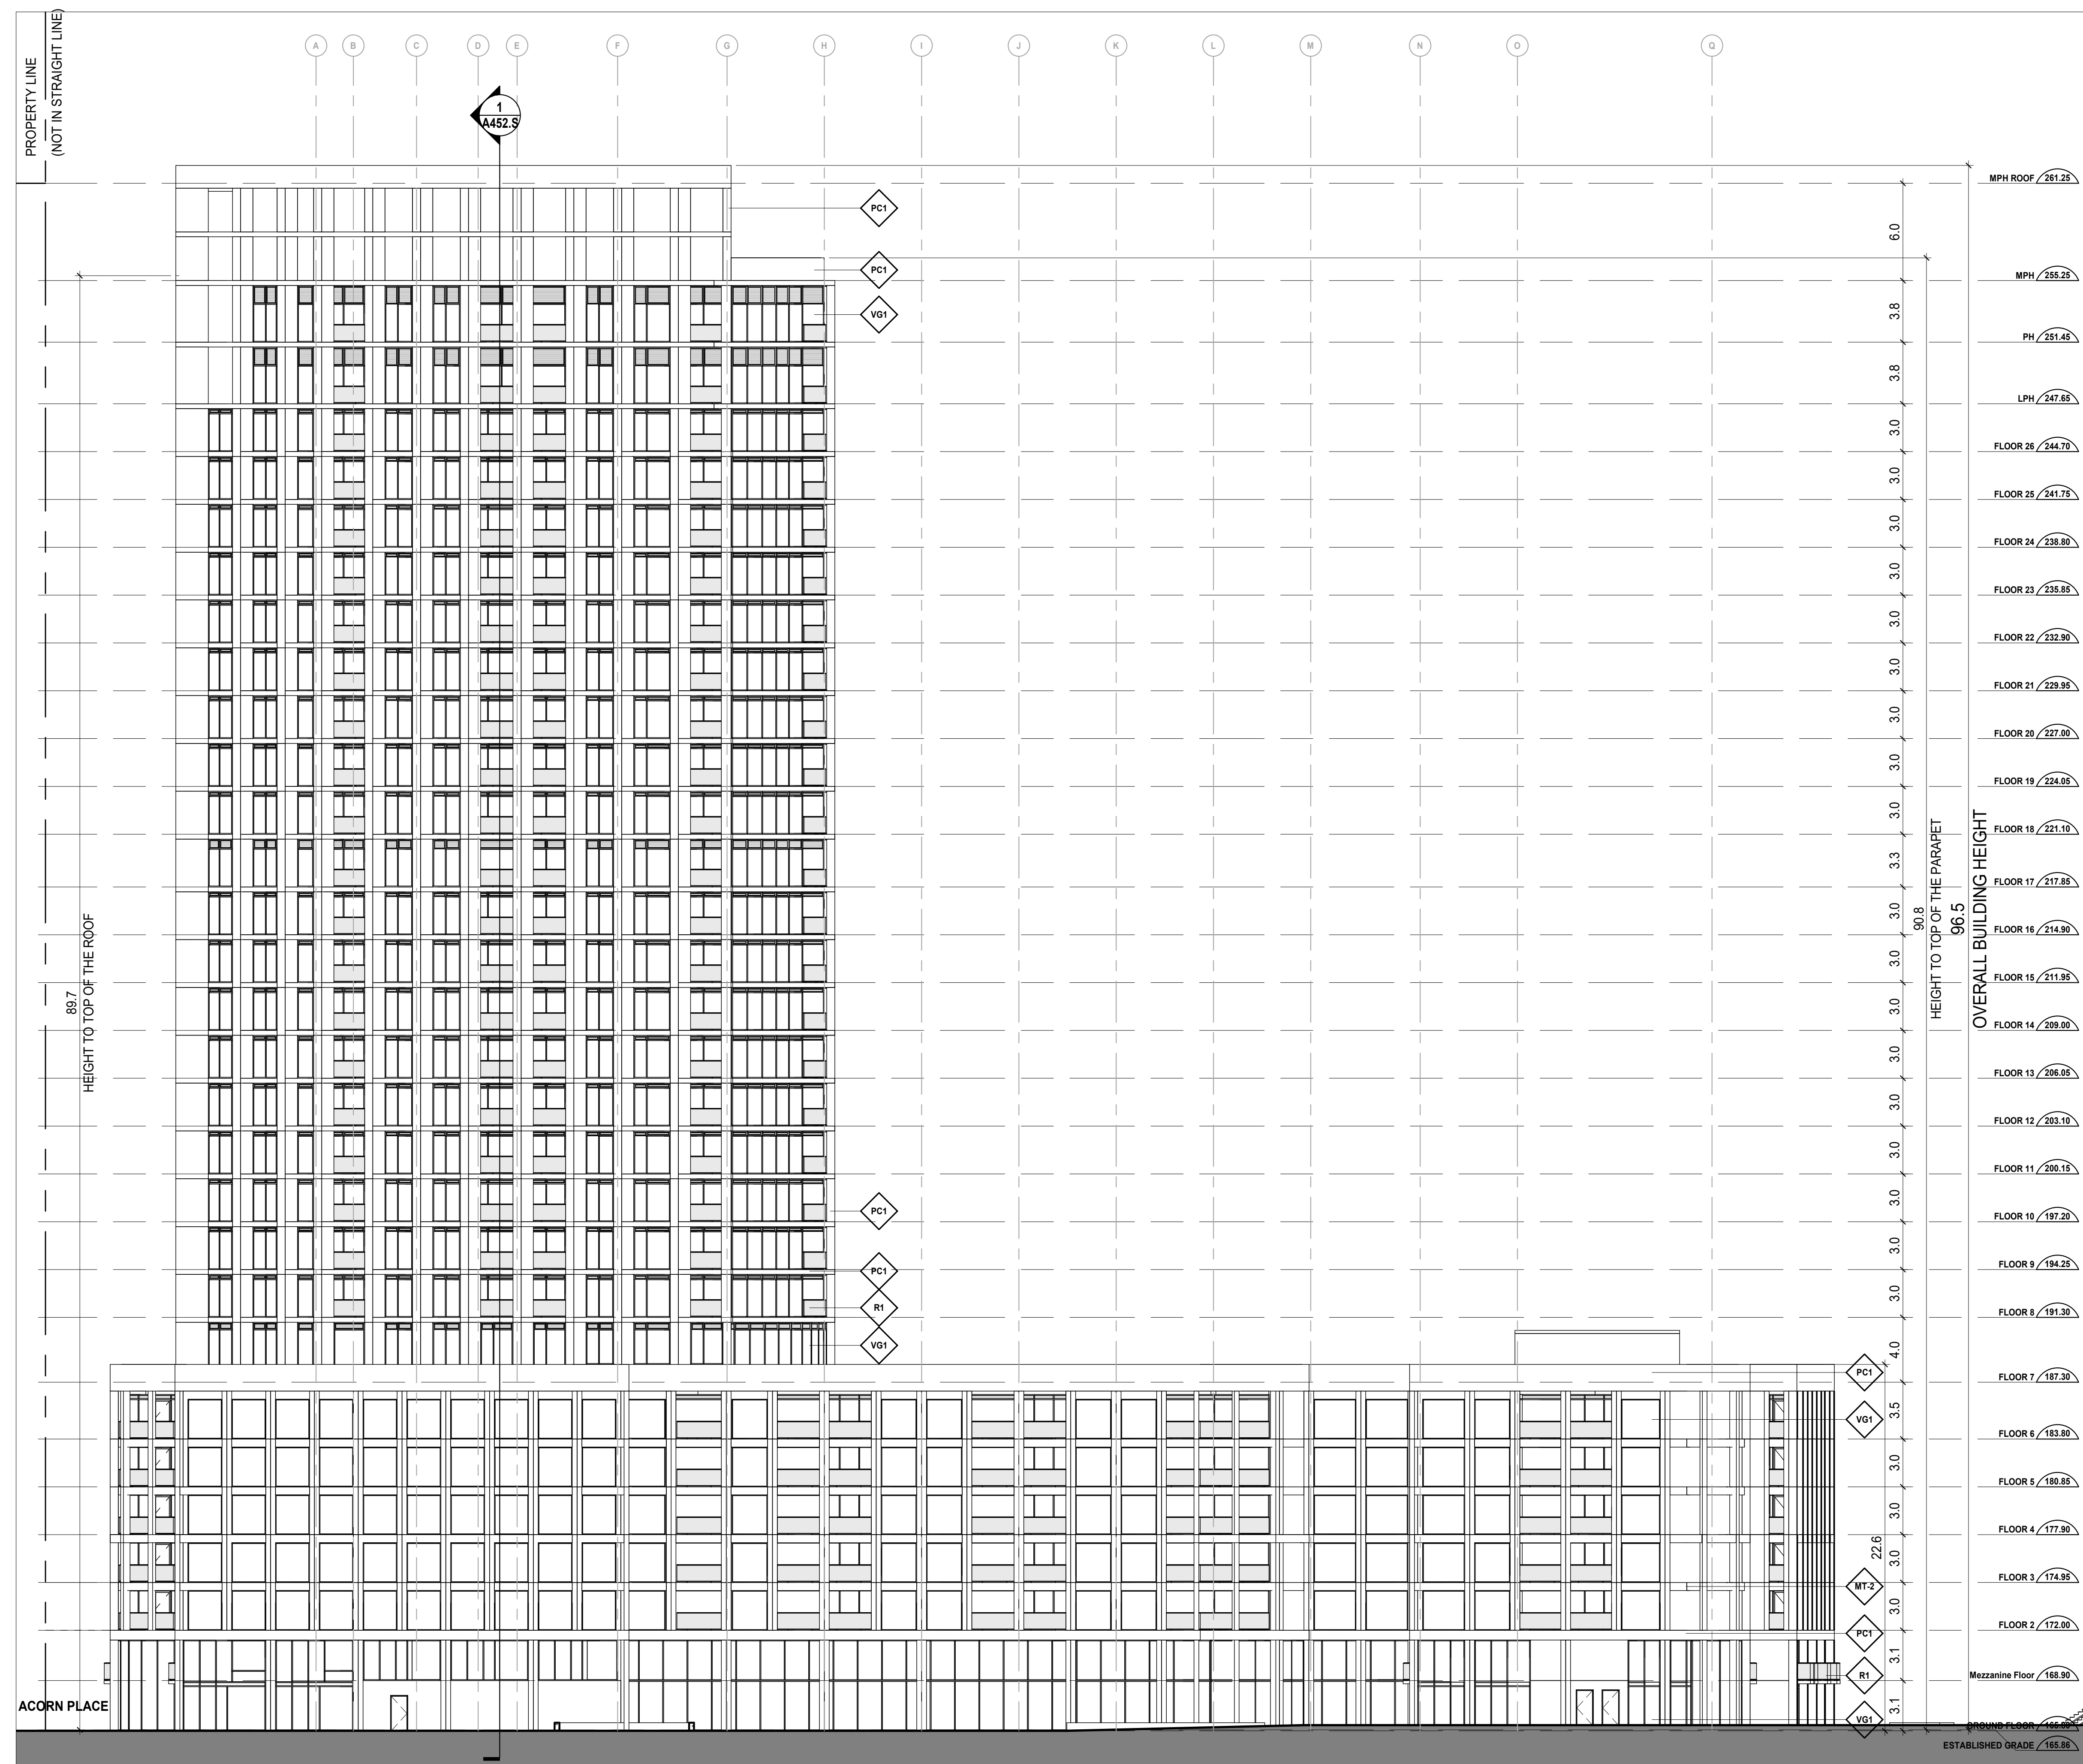 PROPERTY LINE
(NOT IN STRAIGHT LINE)
A B C D E F G H I J K L M N O Q
1
A452.S
MPH ROOF 261.25
PC1
6.0
PC1
MPH 255.25
VG1
3.8
PH 251.45
3.8
LPH 247.65
3.0
FLOOR 26 244.70
3.0
FLOOR 25 241.75
3.0
FLOOR 24 238.80
3.0
FLOOR 23 235.85
3.0
FLOOR 22 232.90
3.0
FLOOR 21 229.95
3.0
FLOOR 20 227.00
3.0
FLOOR 19 224.05
3.0
FLOOR 18 221.10
3.3
FLOOR 17 217.85
3.0
FLOOR 16 214.90
3.0
FLOOR 15 211.95
3.0
FLOOR 14 209.00
3.0
FLOOR 13 206.05
3.0
FLOOR 12 203.10
3.0
FLOOR 11 200.15
3.0
FLOOR 10 197.20
3.0
FLOOR 9 194.25
3.0
FLOOR 8 191.30
4.0
FLOOR 7 187.30
3.5
FLOOR 6 183.80
3.0
FLOOR 5 180.85
3.0
FLOOR 4 177.90
3.0
FLOOR 3 174.95
3.0
FLOOR 2 172.00
3.1
Mezzanine Floor 168.90
3.1
GROUND FLOOR
ESTABLISHED GRADE 165.86
89.7
HEIGHT TO TOP OF THE ROOF
90.8
HEIGHT TO TOP OF THE PARAPET
96.5
OVERALL BUILDING HEIGHT
22.6
PC1
PC1
R1
VG1
PC1
VG1
MT-2
PC1
R1
VG1
ACORN PLACE